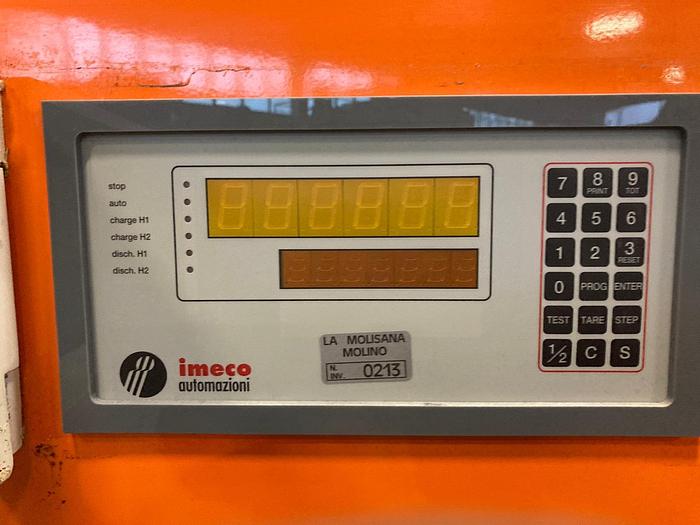 stop
auto
charge H1
charge H2
disch. H1
disch. H2
imeco
automazioni
LA MOLISANA
MOLINO
N.
INV. 0213
7 8 9
PRINT TOT
4 5 6
1 2 3
RESET
0 PROG ENTER
TEST TARE STEP
1/2 C S